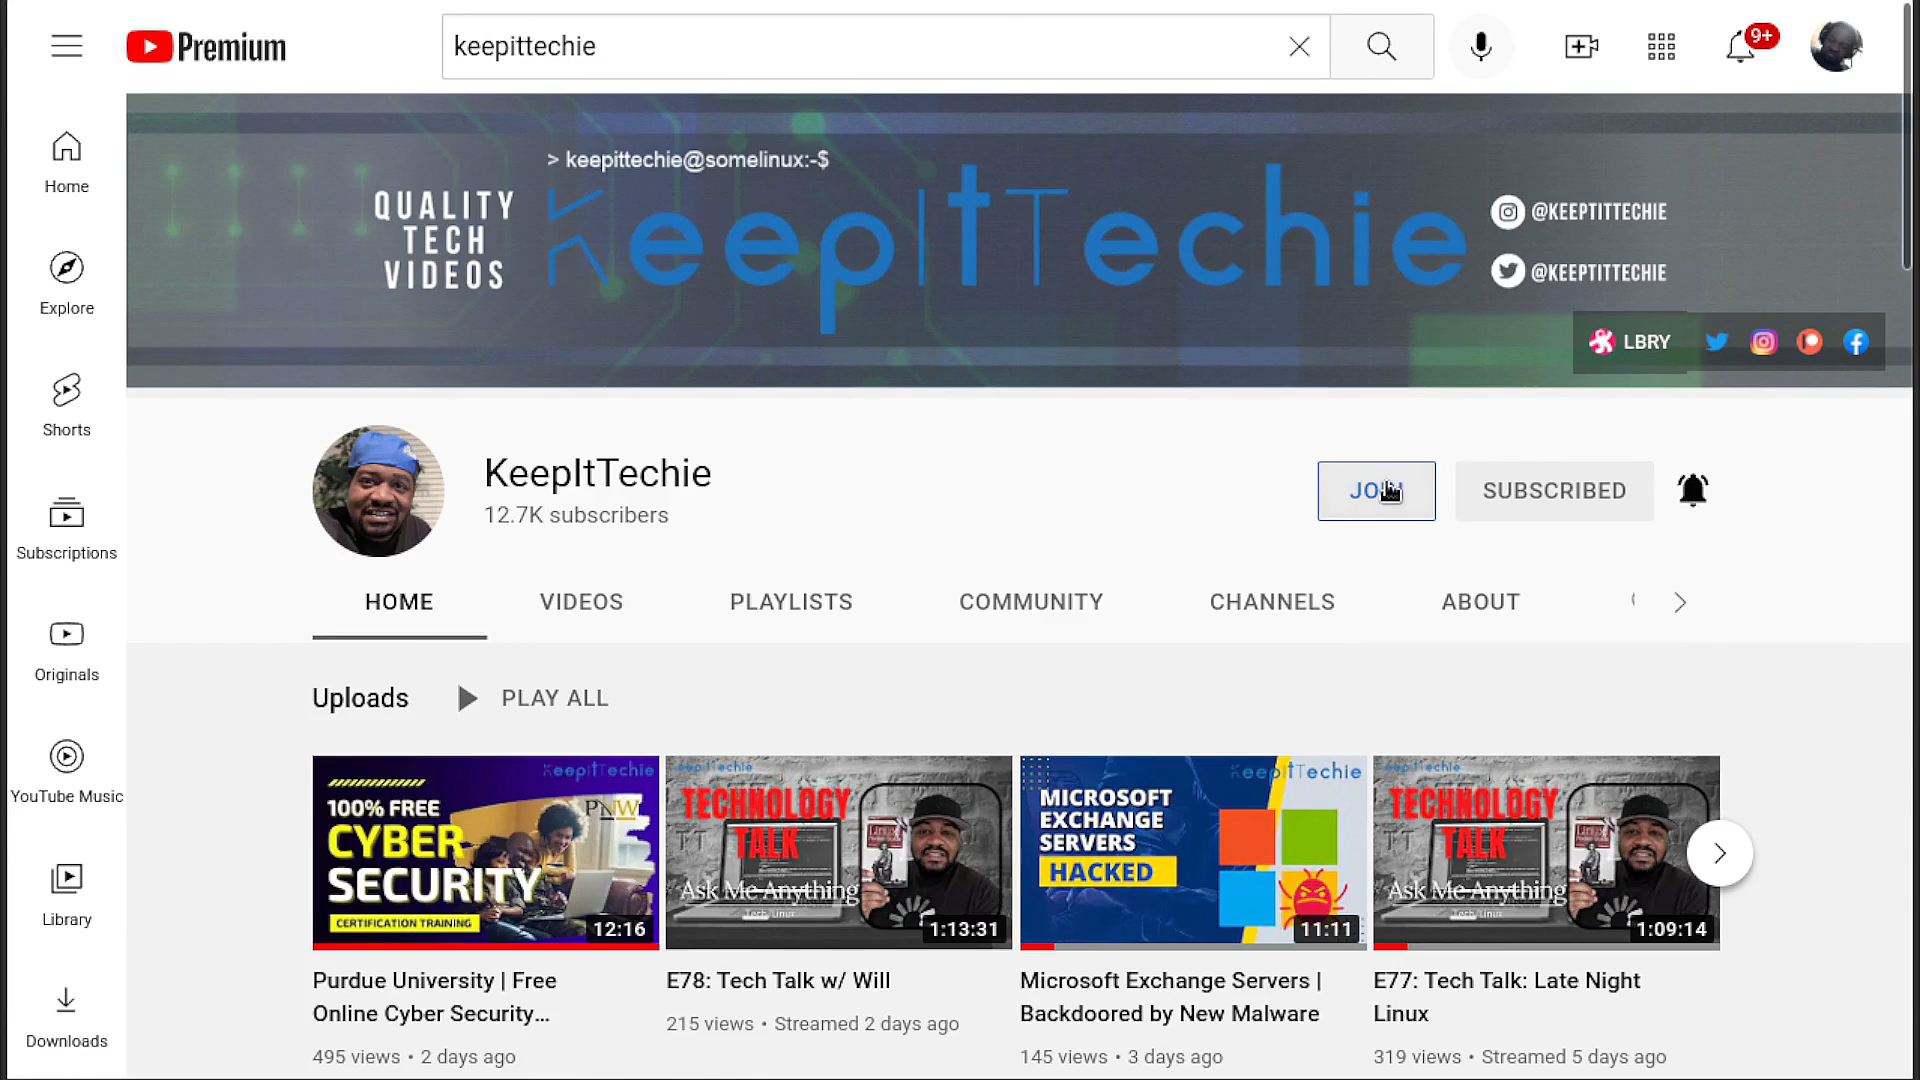 Premium
keepittechie
9+
Home
Explore
Shorts
Subscriptions
Originals
YouTube Music
Library
Downloads
> keepittechie@somelinux:-$
QUALITY
TECH
VIDEOS
KeepItTechie
@KEEPTITTECHIE
@KEEPTITTECHIE
LBRY
KeepItTechie
12.7K subscribers
JOIN
SUBSCRIBED
HOME
VIDEOS
PLAYLISTS
COMMUNITY
CHANNELS
ABOUT
Uploads
PLAY ALL
KeepItTechie
100% FREE
PNW
CYBER
SECURITY
CERTIFICATION TRAINING
12:16
Purdue University | Free
Online Cyber Security...
495 views • 2 days ago
KeepItTechie
TECHNOLOGY
TALK
Ask Me Anything
Tech/Linux
1:13:31
E78: Tech Talk w/ Will
215 views • Streamed 2 days ago
KeepItTechie
MICROSOFT
EXCHANGE
SERVERS
HACKED
11:11
Microsoft Exchange Servers |
Backdoored by New Malware
145 views • 3 days ago
KeepItTechie
TECHNOLOGY
TALK
Ask Me Anything
Tech/Linux
1:09:14
E77: Tech Talk: Late Night
Linux
319 views • Streamed 5 days ago